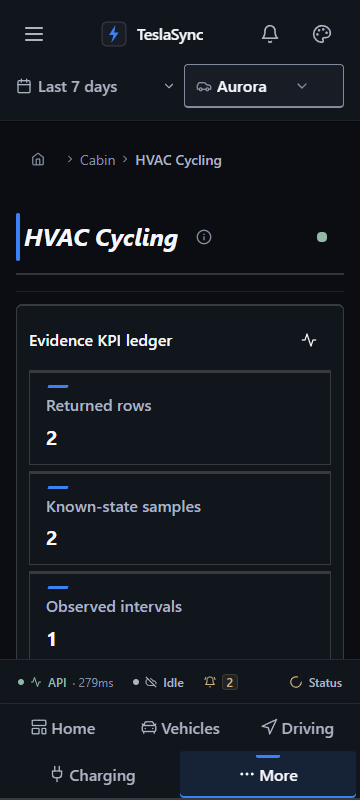 TeslaSync
Last 7 days
Aurora
Cabin
HVAC Cycling
HVAC Cycling
Evidence KPI ledger
Returned rows
2
Known-state samples
2
Observed intervals
1
API · 279ms
Idle
2
Status
Home
Vehicles
Driving
Charging
More